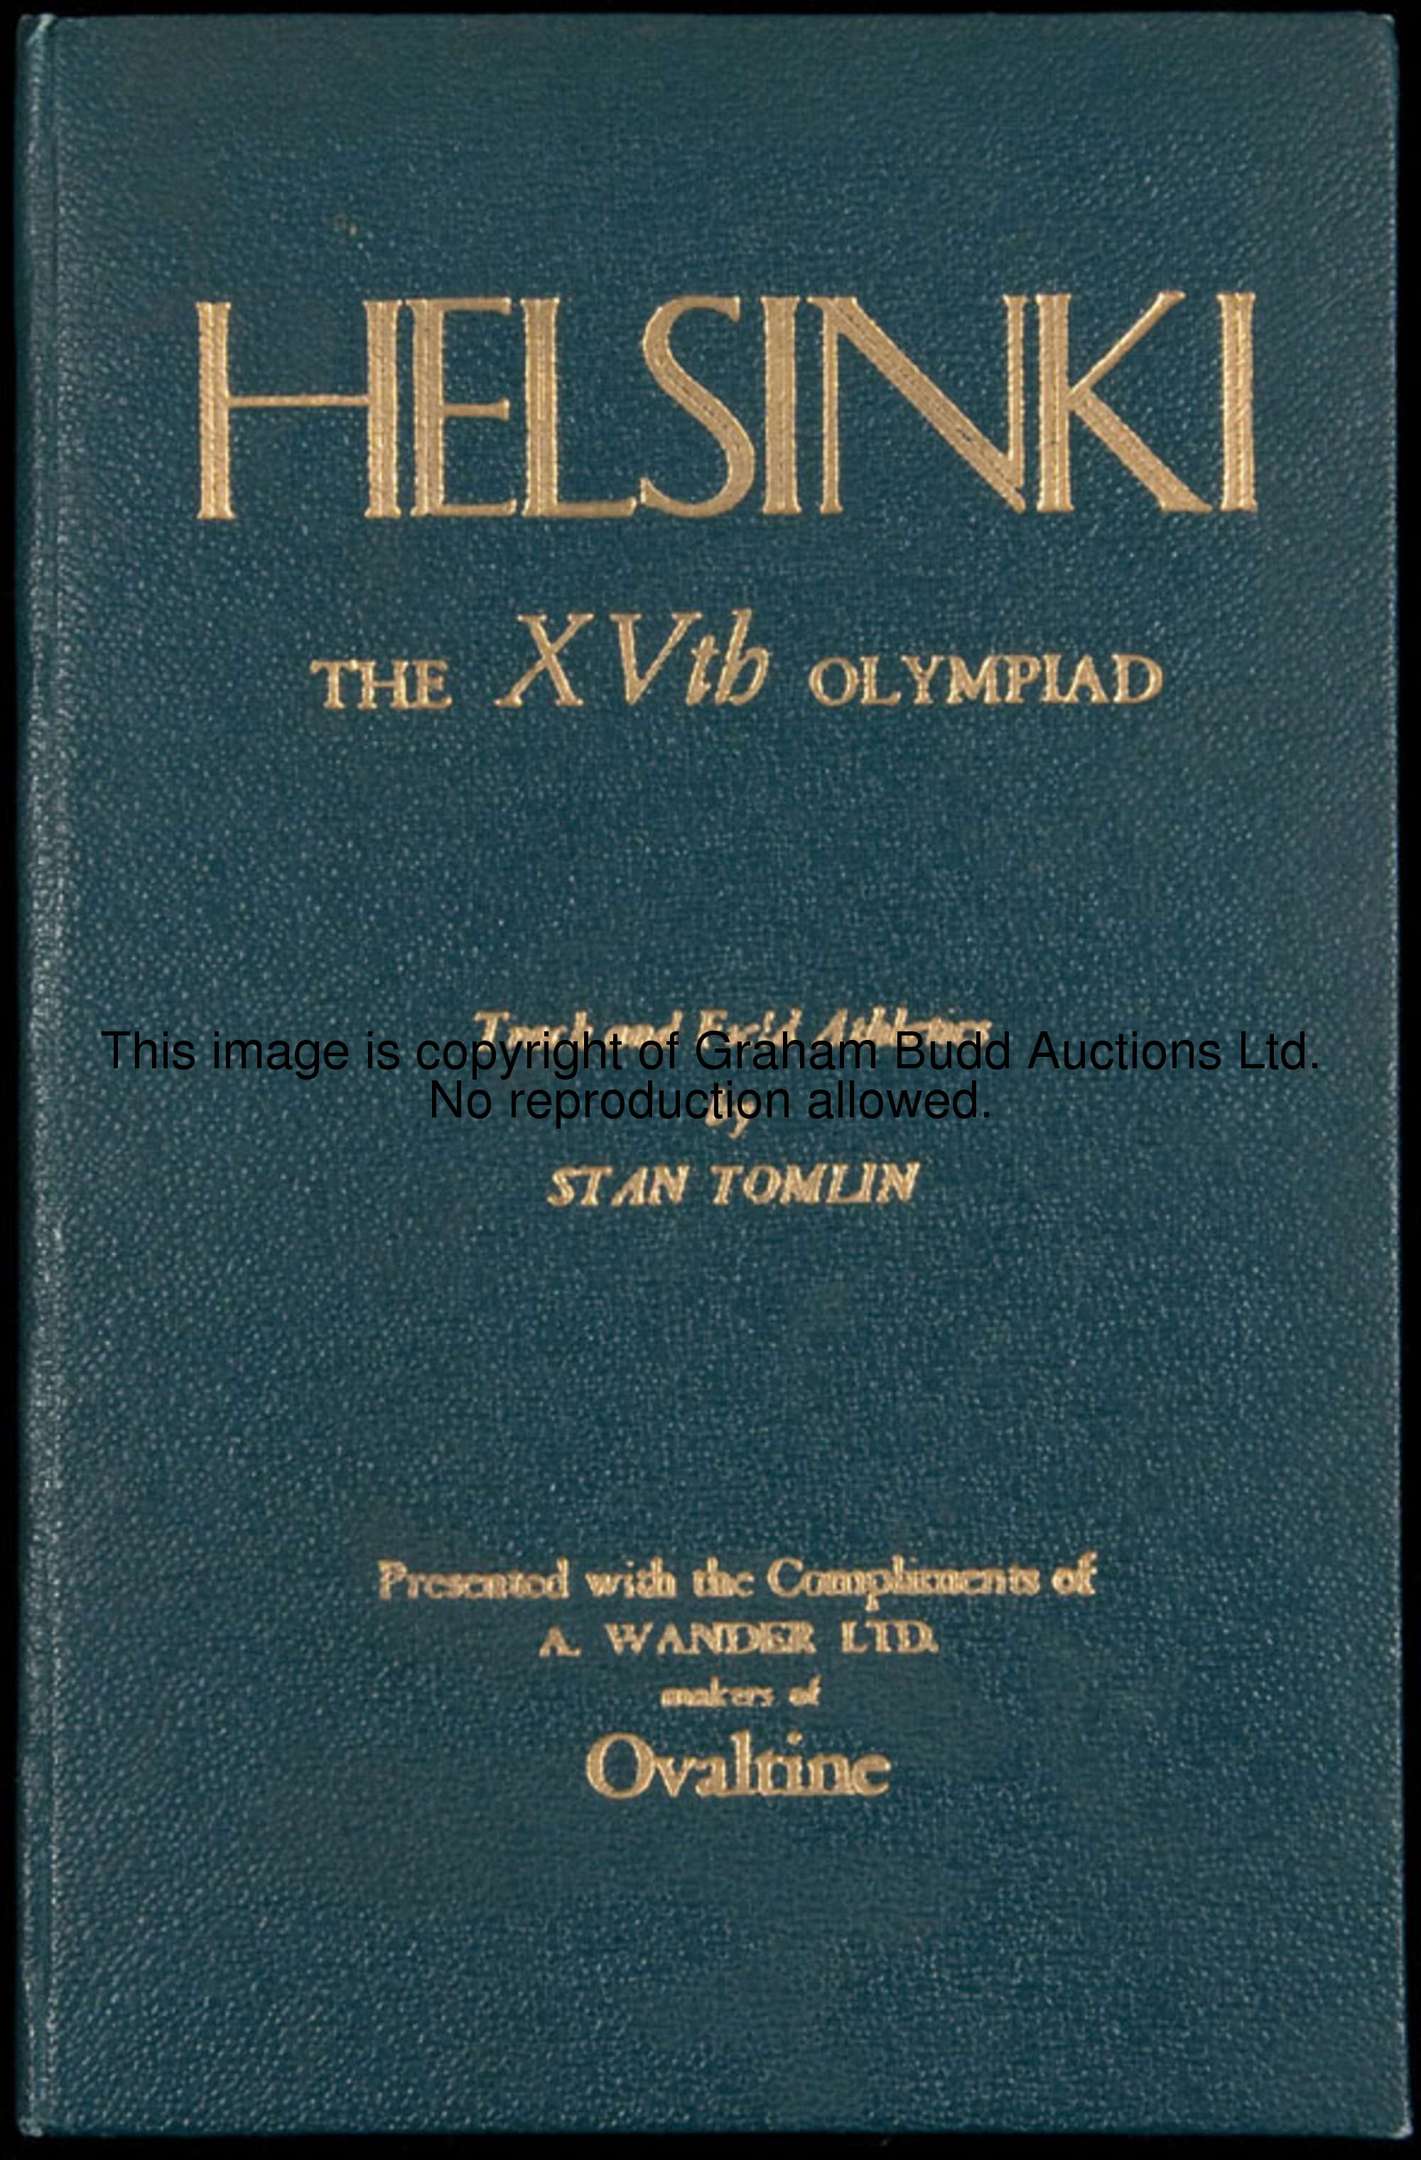 HELSINKI
THE XVth OLYMPIAD
Track and Field Athletics
This image is copyright of Graham Budd Auctions Ltd.
by
No reproduction allowed.
STAN TOMLIN
Presented with the Compliments of
A. WANDER LTD.
makers of
Ovaltine